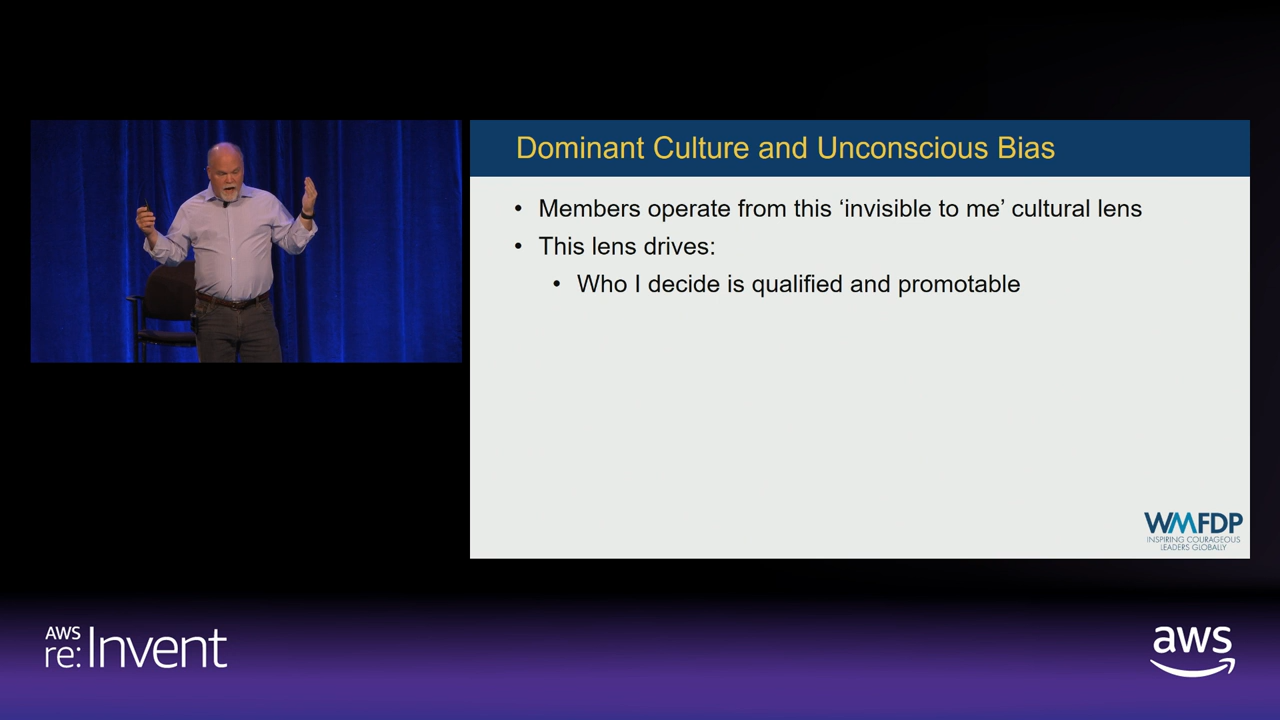 Dominant Culture and Unconscious Bias
• Members operate from this ‘invisible to me’ cultural lens
• This lens drives:
• Who I decide is qualified and promotable
WMFDP
INSPIRING COURAGEOUS
LEADERS GLOBALLY
AWS
re:Invent
aws